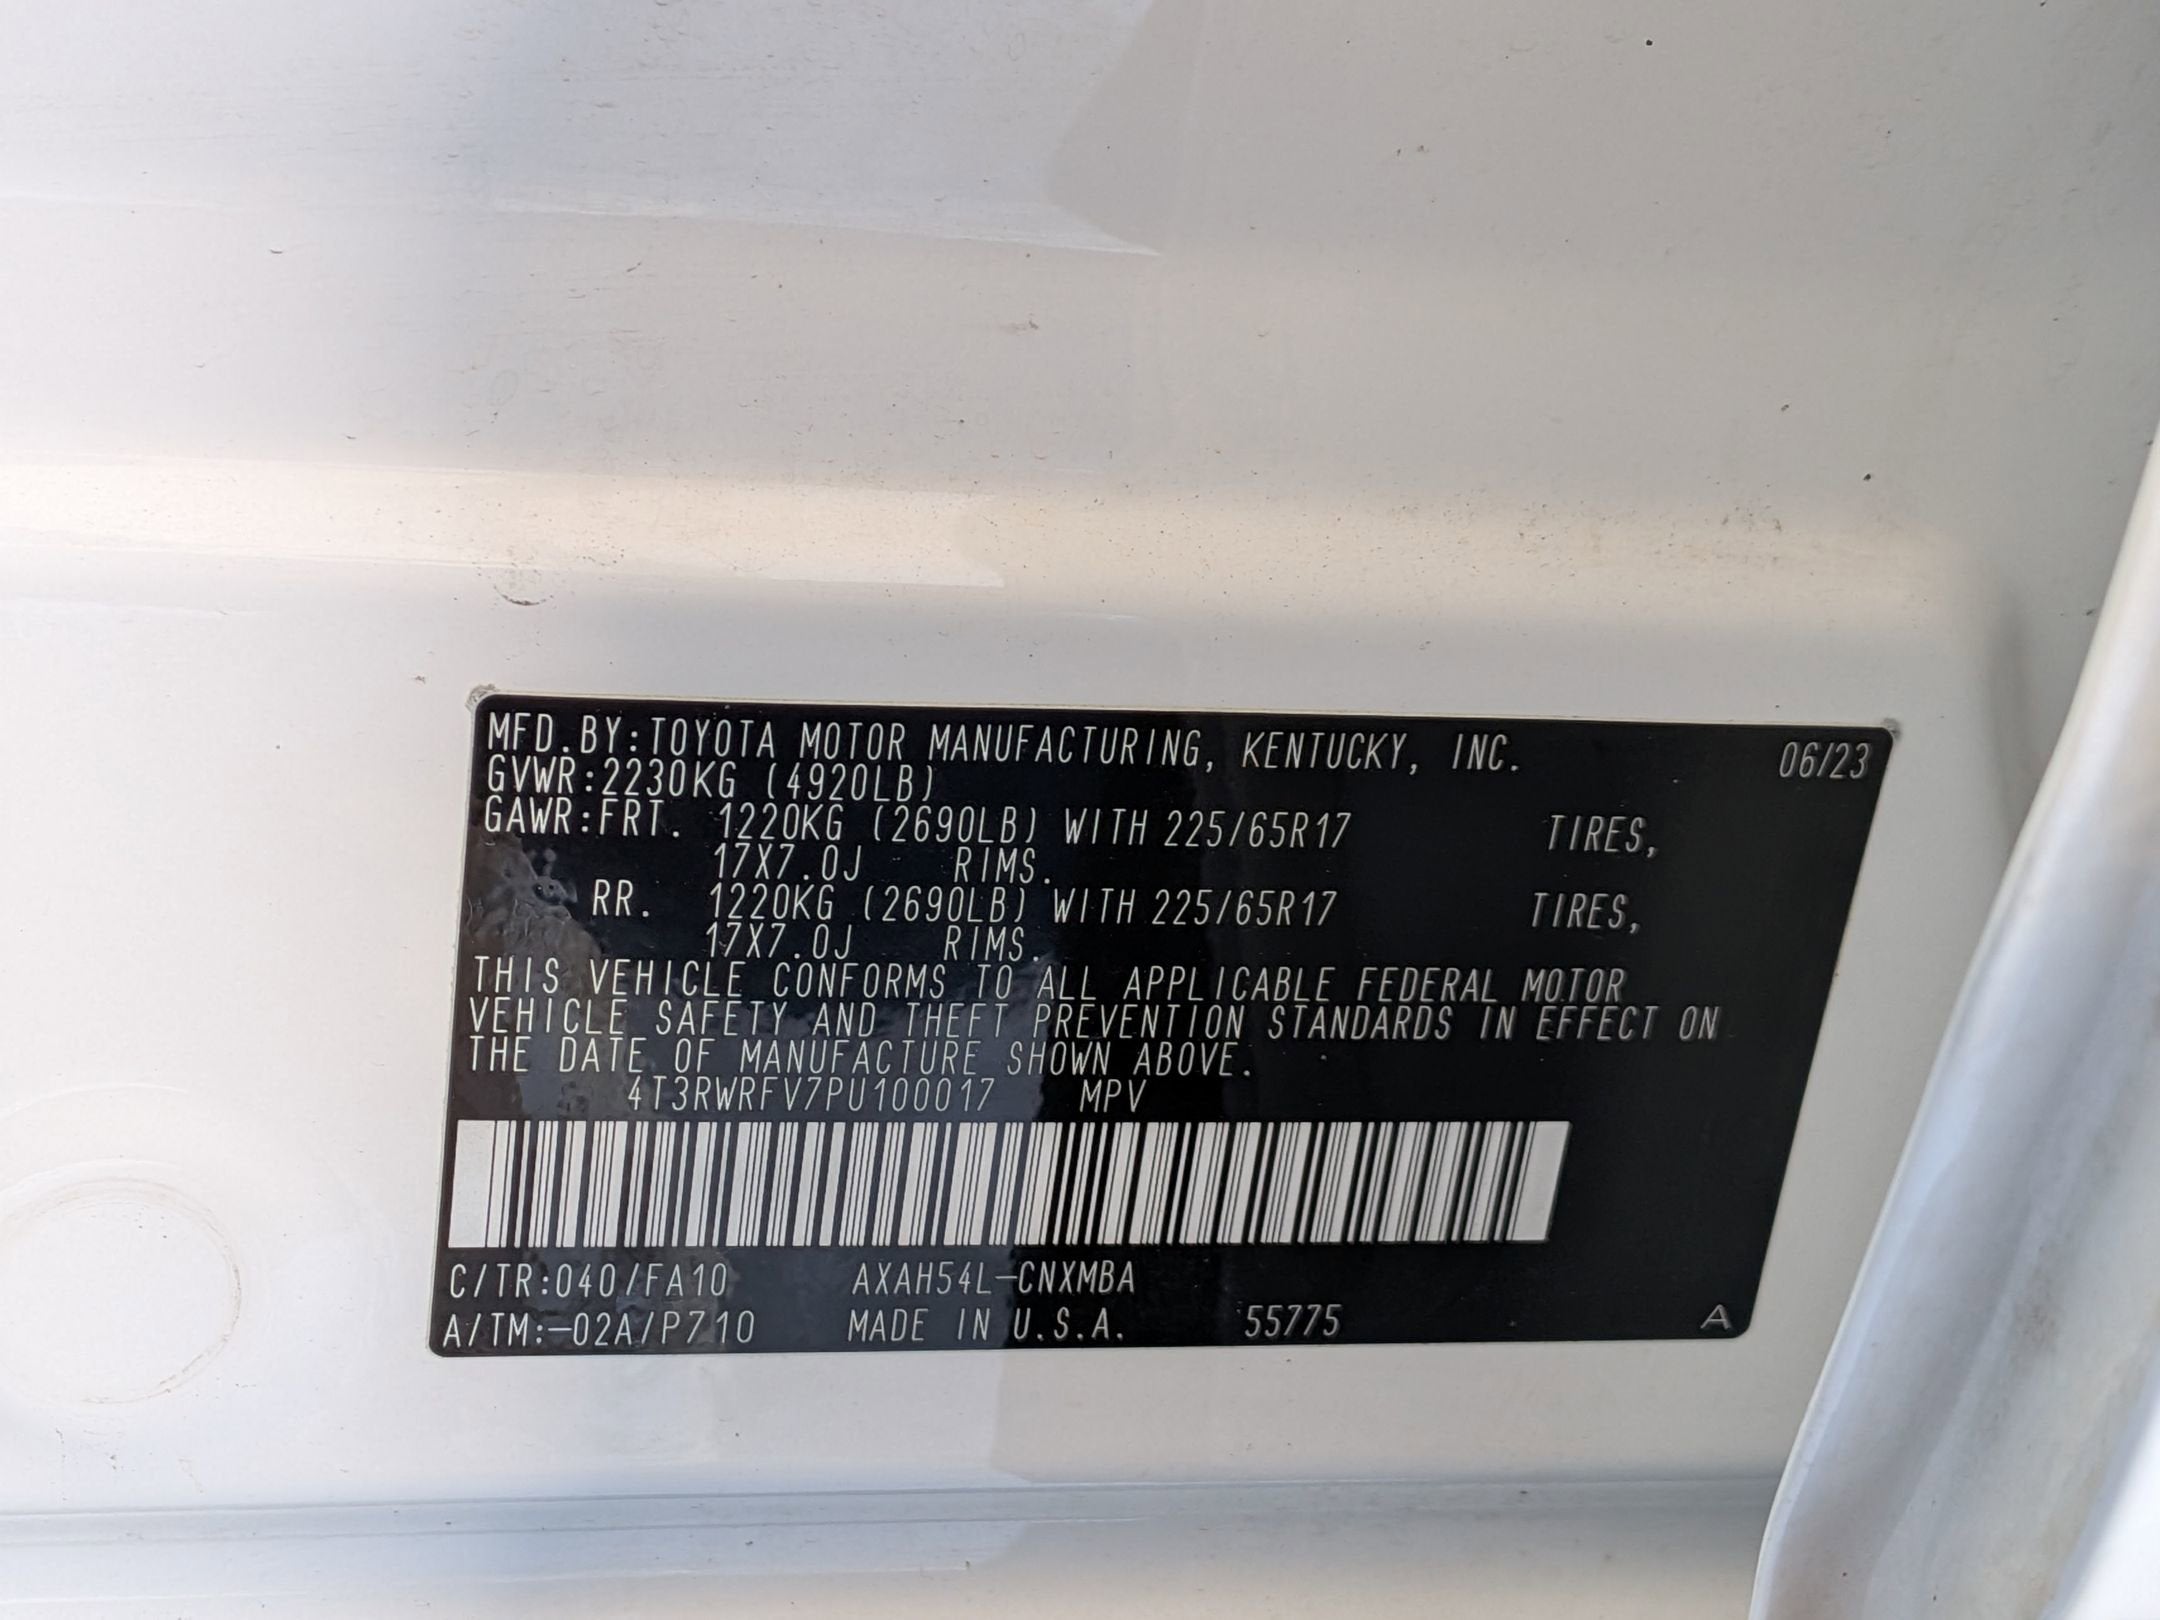 MFD.BY:TOYOTA MOTOR MANUFACTURING, KENTUCKY, INC. 06/23
GVWR:2230KG (4920LB)
GAWR:FRT. 1220KG (2690LB) WITH 225/65R17 TIRES,
17X7.0J RIMS.
RR. 1220KG (2690LB) WITH 225/65R17 TIRES,
17X7.0J RIMS.
THIS VEHICLE CONFORMS TO ALL APPLICABLE FEDERAL MOTOR
VEHICLE SAFETY AND THEFT PREVENTION STANDARDS IN EFFECT ON
THE DATE OF MANUFACTURE SHOWN ABOVE.
4T3RWRFV7PU100017 MPV
C/TR:040/FA10 AXAH54L-CNXMBA
A/TM:-02A/P710 MADE IN U.S.A. 55775 A